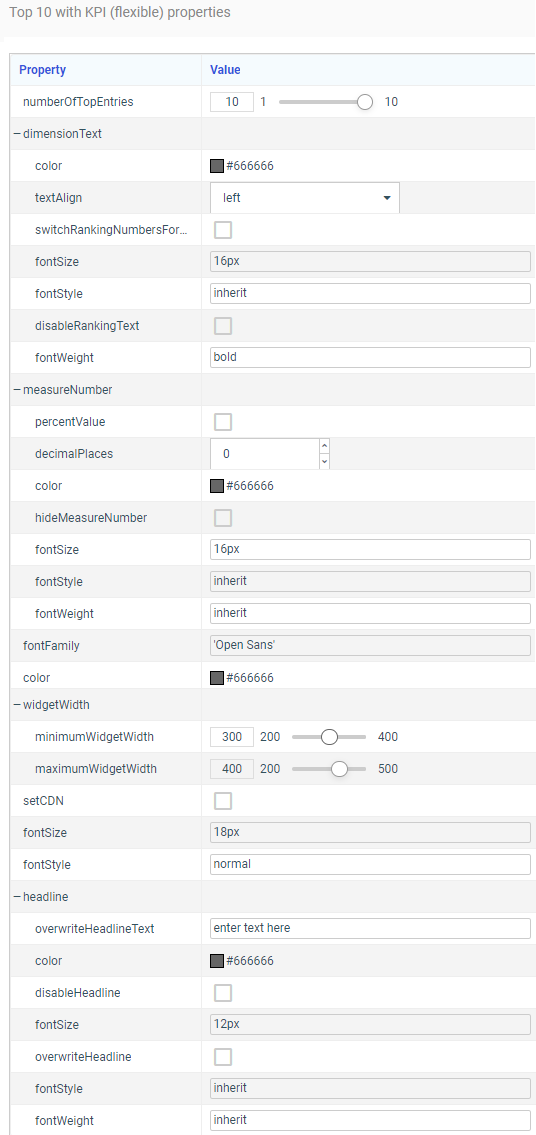 Top 10 with KPI (flexible) properties
Property Value
numberOfTopEntries 10 1 10
dimensionText
color #666666
textAlign left
switchRankingNumbersFor...
fontSize 16px
fontStyle inherit
disableRankingText
fontWeight bold
measureNumber
percentValue
decimalPlaces 0
color #666666
hideMeasureNumber
fontSize 16px
fontStyle inherit
fontWeight inherit
fontFamily 'Open Sans'
color #666666
widgetWidth
minimumWidgetWidth 300 200 400
maximumWidgetWidth 400 200 500
setCDN
fontSize 18px
fontStyle normal
headline
overwriteHeadlineText enter text here
color #666666
disableHeadline
fontSize 12px
overwriteHeadline
fontStyle inherit
fontWeight inherit